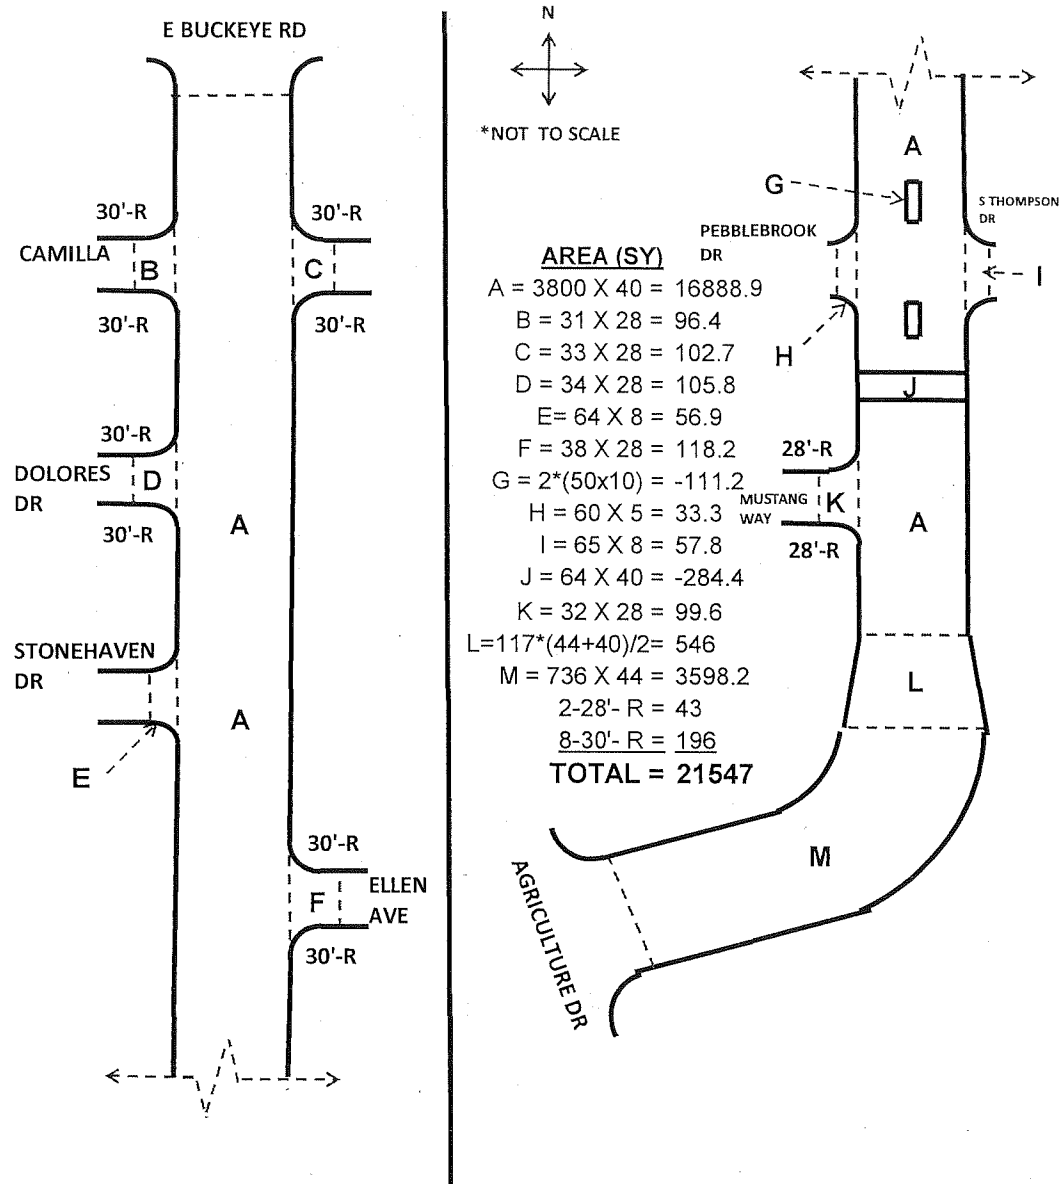 E BUCKEYE RD
30'-R
30'-R
CAMILLA
B
C
30'-R
30'-R
30'-R
DOLORES
DR
D
A
30'-R
STONEHAVEN
DR
A
E
30'-R
F
ELLEN
AVE
30'-R
N
*NOT TO SCALE
A
G
S THOMPSON
DR
PEBBLEBROOK
DR
I
H
J
AREA (SY)
A = 3800 X 40 = 16888.9
B = 31 X 28 = 96.4
C = 33 X 28 = 102.7
D = 34 X 28 = 105.8
E= 64 X 8 = 56.9
F = 38 X 28 = 118.2
G = 2*(50x10) = -111.2
H = 60 X 5 = 33.3
I = 65 X 8 = 57.8
J = 64 X 40 = -284.4
K = 32 X 28 = 99.6
L=117*(44+40)/2= 546
M = 736 X 44 = 3598.2
2-28'- R = 43
8-30'- R = 196
TOTAL = 21547
28'-R
MUSTANG
WAY
K
A
28'-R
L
M
AGRICULTURE DR